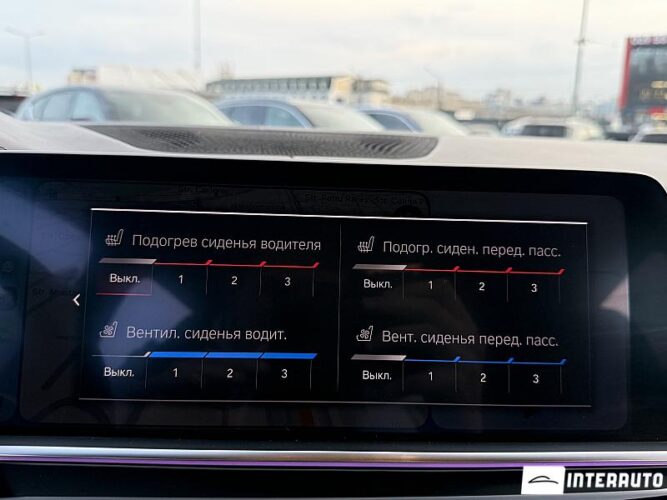 Подогрев сиденья водителя
Выкл. 1 2 3
Подогр. сиден. перед. пасс.
Выкл. 1 2 3
Вентил. сиденья водит.
Выкл. 1 2 3
Вент. сиденья перед. пасс.
Выкл. 1 2 3
INTERAUTO